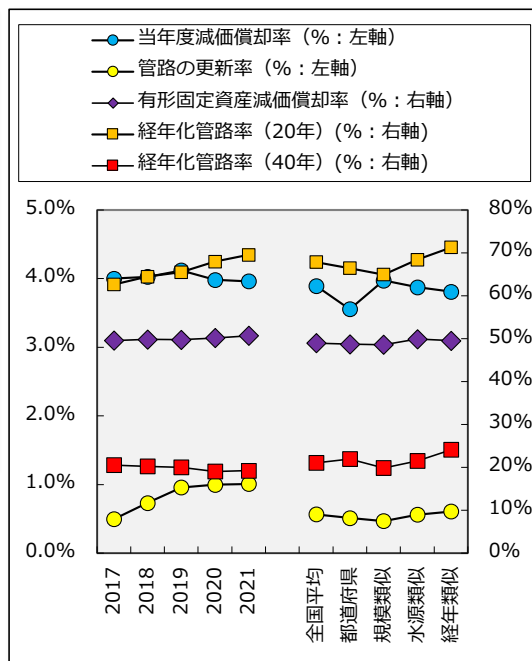 当年度減価償却率（%：左軸）
管路の更新率（%：左軸）
有形固定資産減価償却率（%：右軸）
経年化管路率（20年）(%：右軸)
経年化管路率（40年）(%：右軸)
5.0%
4.0%
3.0%
2.0%
1.0%
0.0%
80%
70%
60%
50%
40%
30%
20%
10%
0%
2017
2018
2019
2020
2021
全国平均
都道府県
規模類似
水源類似
経年類似